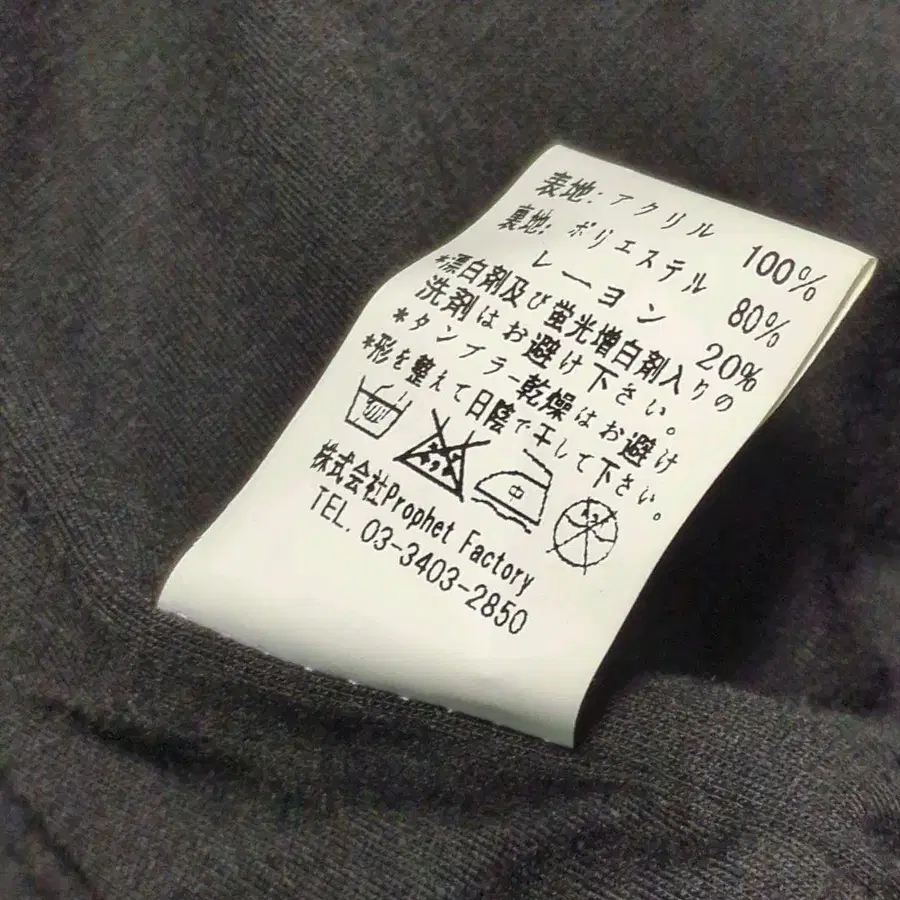 表地: アクリル 100%
裏地: ポリエステル 80%
レーヨン 20%
*漂白剤及び蛍光増白剤入りの
洗剤はお避け下さい。
*タンブラー乾燥はお避け
*形を整えて日陰で干して下さい。
株式会社Prophet Factory
TEL. 03-3403-2850